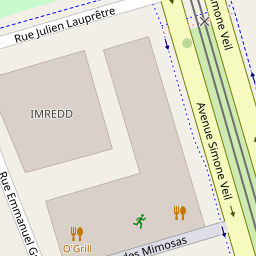 Rue Julien Lauprêtre
Simone Veil
IMREDD
Avenue Simone Veil
Rue Emmanuel G
O'Grill
des Mimosas